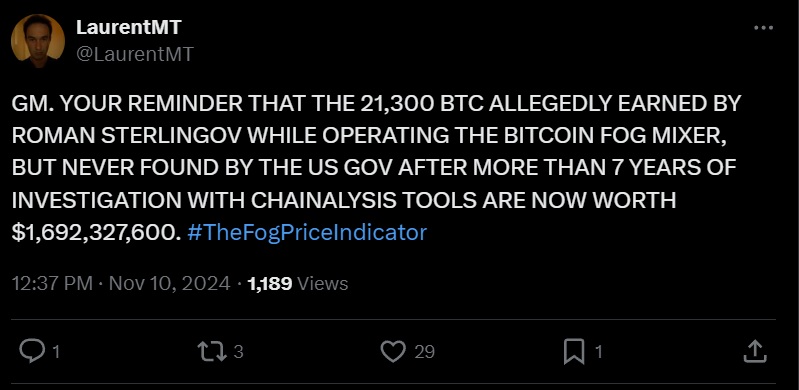 LaurentMT
@LaurentMT
GM. YOUR REMINDER THAT THE 21,300 BTC ALLEGEDLY EARNED BY
ROMAN STERLINGOV WHILE OPERATING THE BITCOIN FOG MIXER,
BUT NEVER FOUND BY THE US GOV AFTER MORE THAN 7 YEARS OF
INVESTIGATION WITH CHAINALYSIS TOOLS ARE NOW WORTH
$1,692,327,600. #TheFogPriceIndicator
12:37 PM · Nov 10, 2024 · 1,189 Views
1 3 29 1